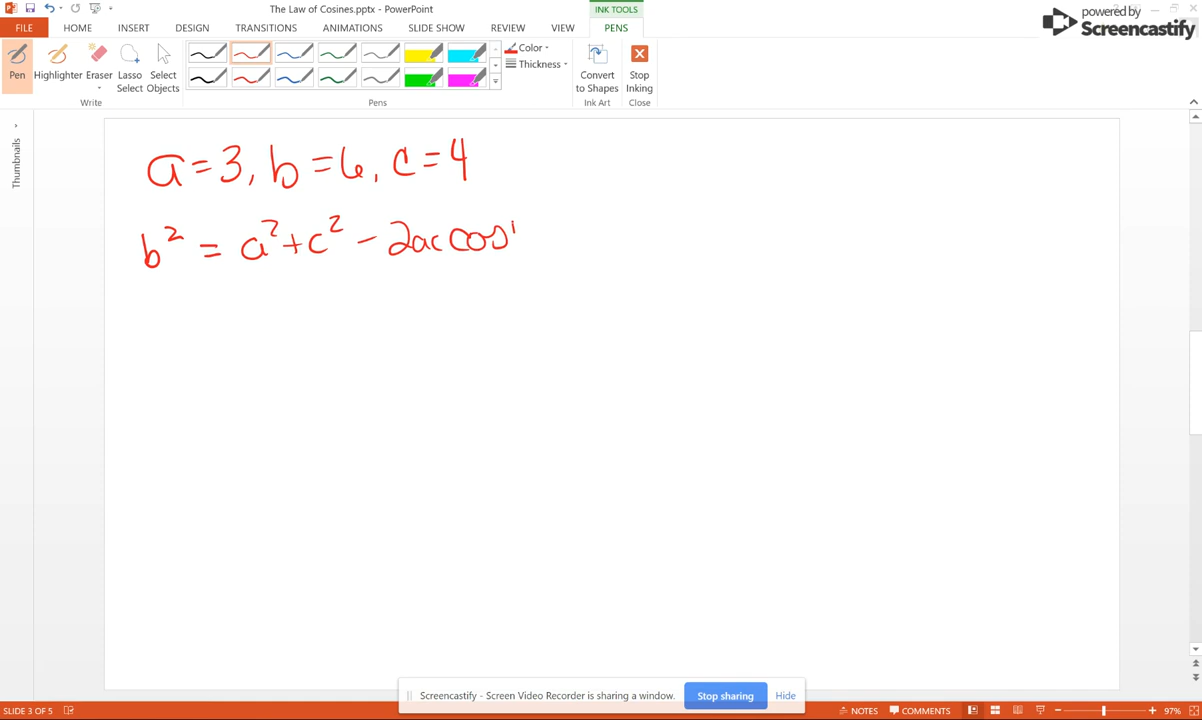 The Law of Cosines.pptx - PowerPoint
INK TOOLS
powered by
Screencastify
FILE HOME INSERT DESIGN TRANSITIONS ANIMATIONS SLIDE SHOW REVIEW VIEW PENS
Pen Highlighter Eraser Lasso Select Select Objects
Color
Thickness
Convert to Shapes
Stop Inking
Write Pens Ink Art Close
Thumbnails
a=3, b=6, c=4
b² = a²+c² - 2ac cos
Screencastify - Screen Video Recorder is sharing a window. Stop sharing Hide
SLIDE 3 OF 5 NOTES COMMENTS 97%